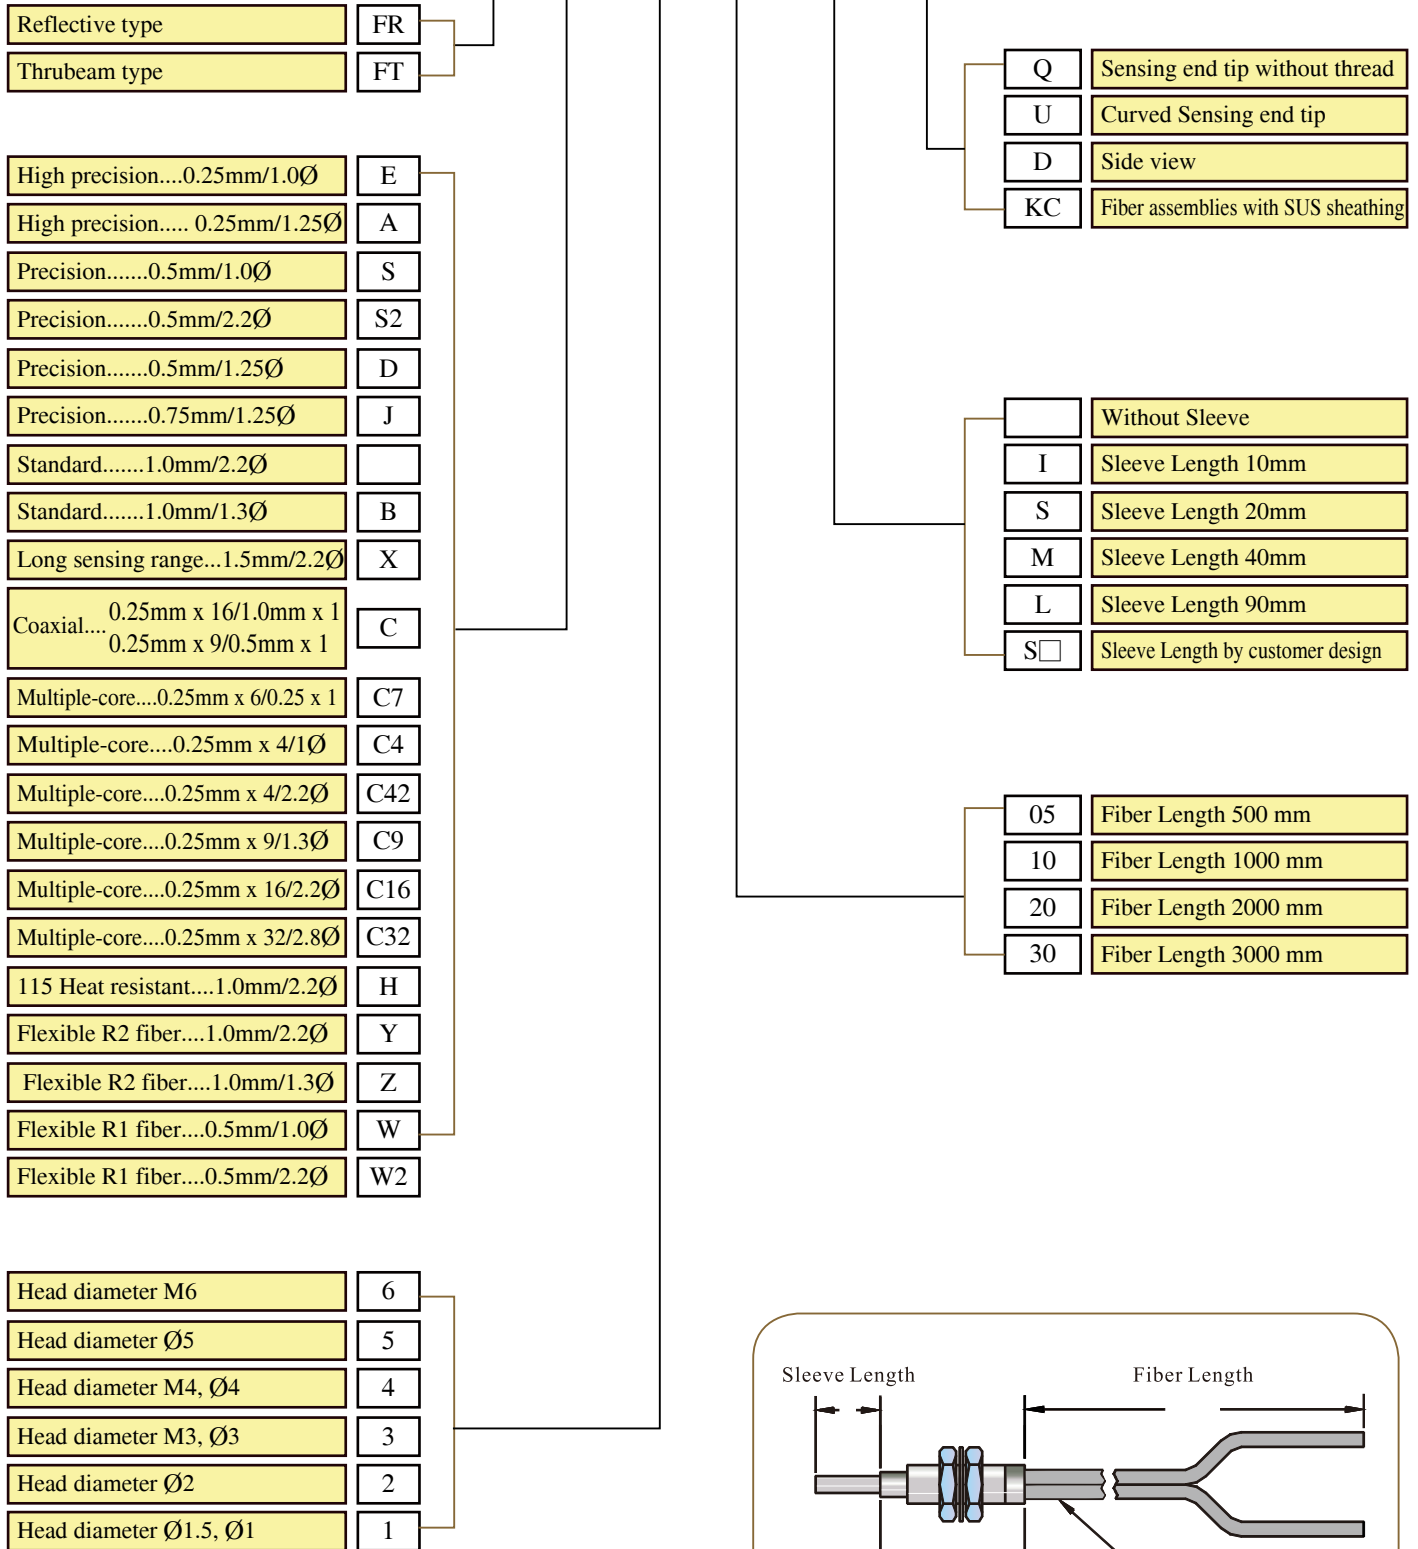 Reflective type FR
Thrubeam type FT
High precision....0.25mm/1.0Ø E
High precision..... 0.25mm/1.25Ø A
Precision.......0.5mm/1.0Ø S
Precision.......0.5mm/2.2Ø S2
Precision.......0.5mm/1.25Ø D
Precision.......0.75mm/1.25Ø J
Standard.......1.0mm/2.2Ø
Standard.......1.0mm/1.3Ø B
Long sensing range...1.5mm/2.2Ø X
Coaxial.... 0.25mm x 16/1.0mm x 1 C
0.25mm x 9/0.5mm x 1
Multiple-core....0.25mm x 6/0.25 x 1 C7
Multiple-core....0.25mm x 4/1Ø C4
Multiple-core....0.25mm x 4/2.2Ø C42
Multiple-core....0.25mm x 9/1.3Ø C9
Multiple-core....0.25mm x 16/2.2Ø C16
Multiple-core....0.25mm x 32/2.8Ø C32
115 Heat resistant....1.0mm/2.2Ø H
Flexible R2 fiber....1.0mm/2.2Ø Y
Flexible R2 fiber....1.0mm/1.3Ø Z
Flexible R1 fiber....0.5mm/1.0Ø W
Flexible R1 fiber....0.5mm/2.2Ø W2
Head diameter M6 6
Head diameter Ø5 5
Head diameter M4, Ø4 4
Head diameter M3, Ø3 3
Head diameter Ø2 2
Head diameter Ø1.5, Ø1 1
Q Sensing end tip without thread
U Curved Sensing end tip
D Side view
KC Fiber assemblies with SUS sheathing
Without Sleeve
I Sleeve Length 10mm
S Sleeve Length 20mm
M Sleeve Length 40mm
L Sleeve Length 90mm
S□ Sleeve Length by customer design
05 Fiber Length 500 mm
10 Fiber Length 1000 mm
20 Fiber Length 2000 mm
30 Fiber Length 3000 mm
Sleeve Length Fiber Length